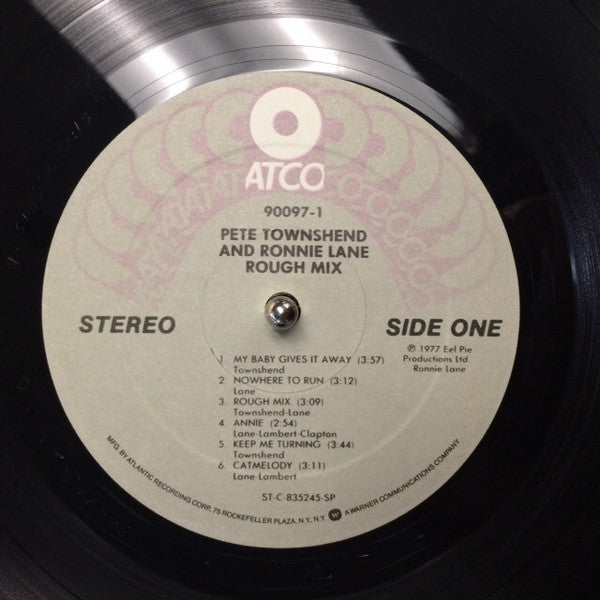 ATCO
90097-1
PETE TOWNSHEND
AND RONNIE LANE
ROUGH MIX
STEREO
SIDE ONE
℗ 1977 Eel Pie
Productions Ltd.
Ronnie Lane
1. MY BABY GIVES IT AWAY (3:57)
Townshend
2. NOWHERE TO RUN (3:12)
Lane
3. ROUGH MIX (3:09)
Townshend-Lane
4. ANNIE (2:54)
Lane-Lambert-Clapton
5. KEEP ME TURNING (3:44)
Townshend
6. CATMELODY (3:11)
Lane Lambert
ST-C-835245 SP
MFG. BY ATLANTIC RECORDING CORP. 75 ROCKEFELLER PLAZA, N.Y., N.Y. W A WARNER COMMUNICATIONS COMPANY